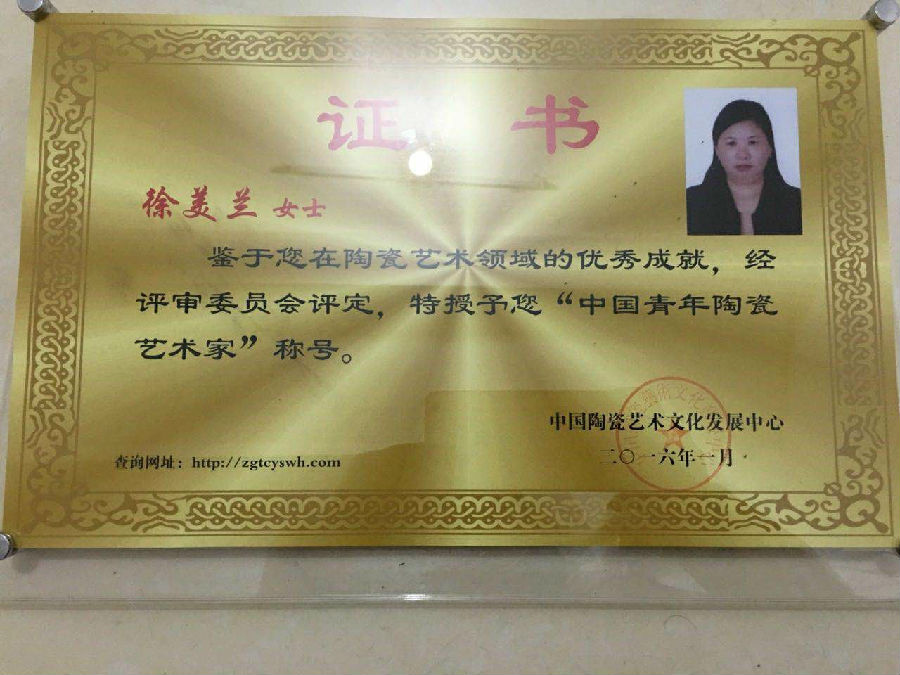 证 书
徐美兰 女士
鉴于您在陶瓷艺术领域的优秀成就，经
评审委员会评定，特授予您“中国青年陶瓷
艺术家”称号。
中国陶瓷艺术文化发展中心
二〇一六年一月
查询网址：http://zgtcyswh.com